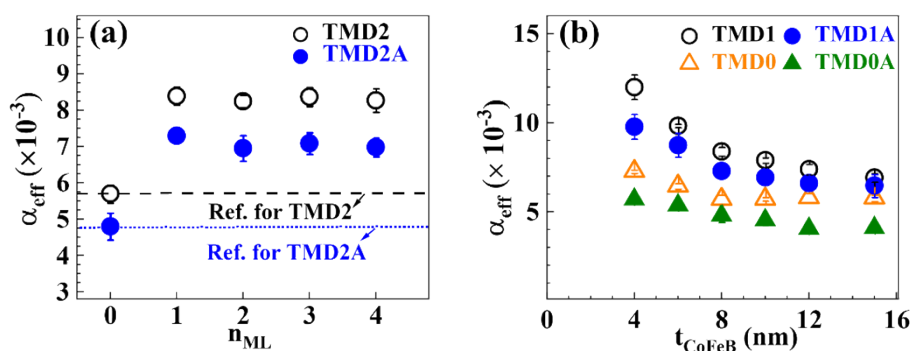 (a)
TMD2
TMD2A
10
9
8
7
6
5
4
3
α_eff (×10⁻³)
Ref. for TMD2
Ref. for TMD2A
0 1 2 3 4
n_ML
(b)
TMD1 TMD1A
TMD0 TMD0A
15
10
5
α_eff (× 10⁻³)
0 4 8 12 16
t_CoFeB (nm)